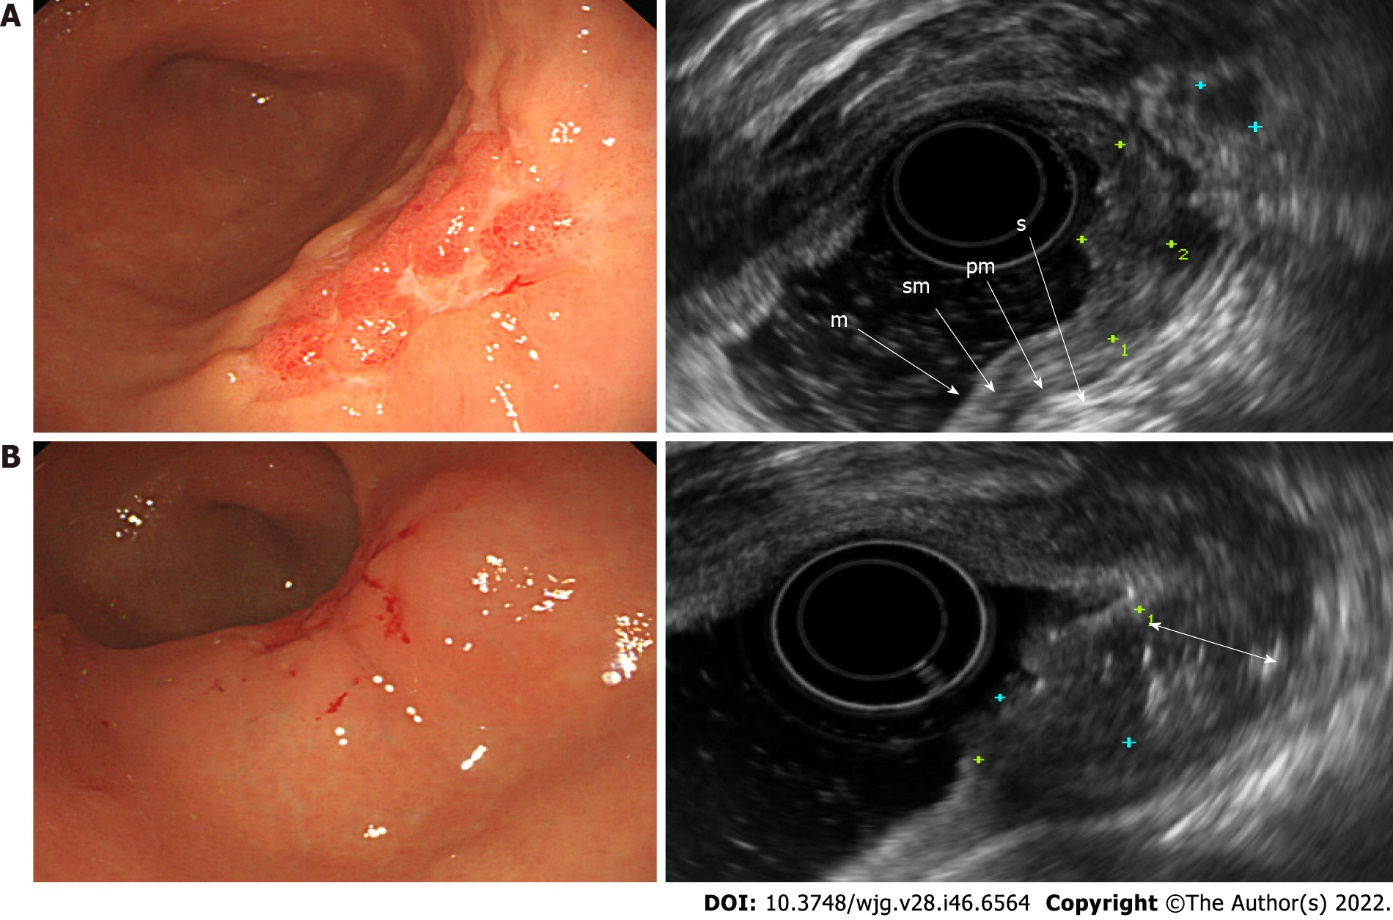 A
s
pm
sm
m
2
1
B
1
DOI: 10.3748/wjg.v28.i46.6564 Copyright ©The Author(s) 2022.